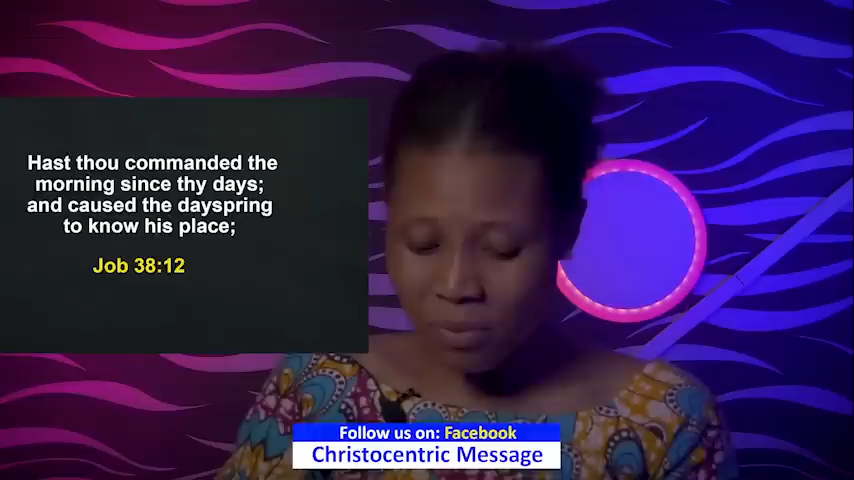 Hast thou commanded the
morning since thy days;
and caused the dayspring
to know his place;
Job 38:12
Follow us on: Facebook
Christocentric Message